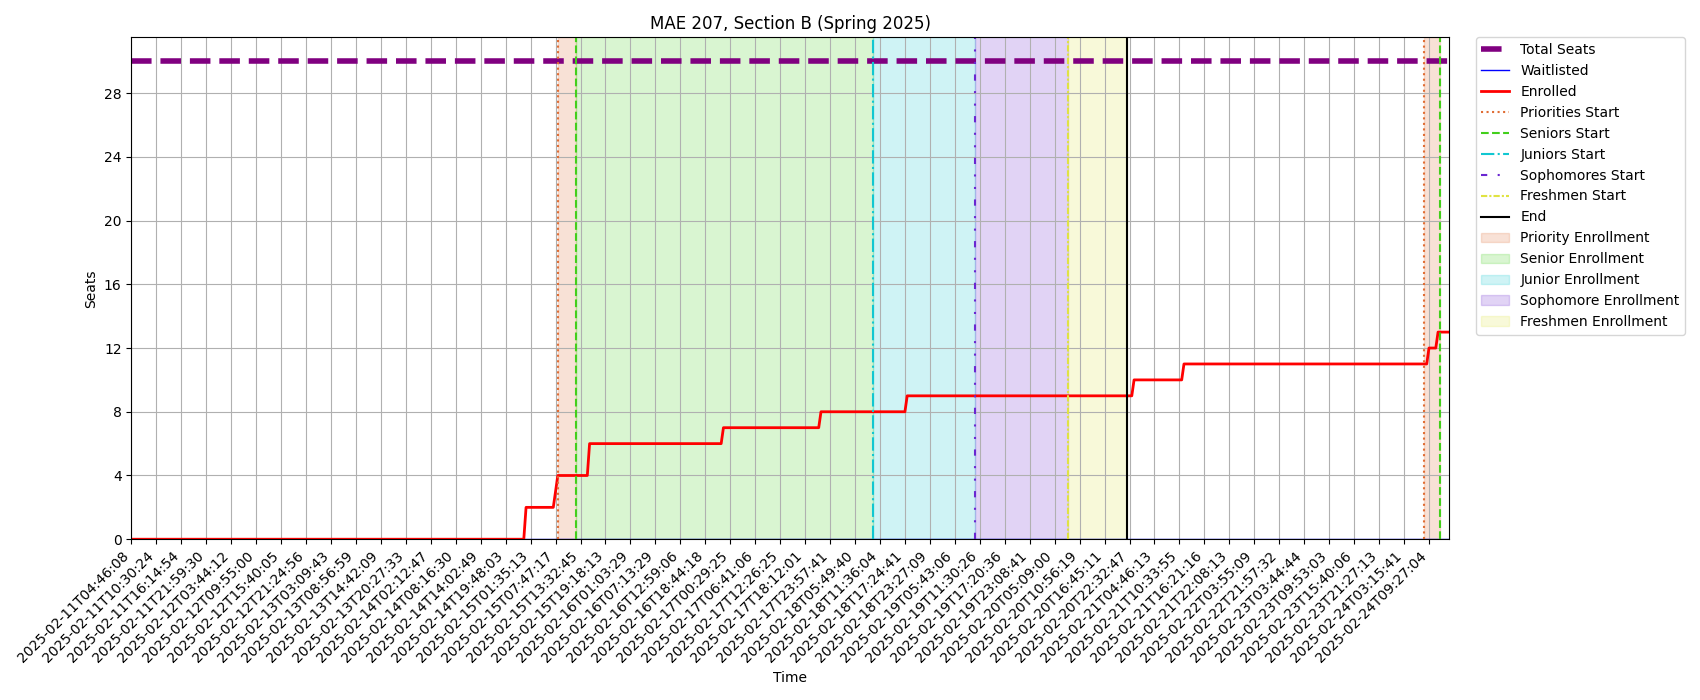 MAE 207, Section B (Spring 2025)
Seats
28
24
20
16
12
8
4
0
2025-02-11T04:46:08
2025-02-11T10:30:24
2025-02-11T16:14:54
2025-02-11T21:59:30
2025-02-12T03:44:12
2025-02-12T09:55:00
2025-02-12T15:40:05
2025-02-12T21:24:56
2025-02-13T03:09:43
2025-02-13T08:56:59
2025-02-13T14:42:09
2025-02-13T20:27:33
2025-02-14T02:12:47
2025-02-14T08:16:30
2025-02-14T14:02:49
2025-02-14T19:48:03
2025-02-15T01:35:13
2025-02-15T07:47:17
2025-02-15T13:32:45
2025-02-15T19:18:13
2025-02-16T01:03:29
2025-02-16T07:13:29
2025-02-16T12:59:06
2025-02-16T18:44:18
2025-02-17T00:29:25
2025-02-17T06:41:06
2025-02-17T12:26:25
2025-02-17T18:12:01
2025-02-17T23:57:41
2025-02-18T05:49:40
2025-02-18T11:36:04
2025-02-18T17:24:41
2025-02-18T23:27:09
2025-02-19T05:43:06
2025-02-19T11:30:26
2025-02-19T17:20:36
2025-02-19T23:08:41
2025-02-20T05:09:00
2025-02-20T10:56:19
2025-02-20T16:45:11
2025-02-20T22:32:47
2025-02-21T04:46:13
2025-02-21T10:33:55
2025-02-21T16:21:16
2025-02-21T22:08:13
2025-02-22T03:55:09
2025-02-22T21:57:32
2025-02-23T03:44:44
2025-02-23T09:53:03
2025-02-23T15:40:06
2025-02-23T21:27:13
2025-02-24T03:15:41
2025-02-24T09:27:04
Time
Total Seats
Waitlisted
Enrolled
Priorities Start
Seniors Start
Juniors Start
Sophomores Start
Freshmen Start
End
Priority Enrollment
Senior Enrollment
Junior Enrollment
Sophomore Enrollment
Freshmen Enrollment